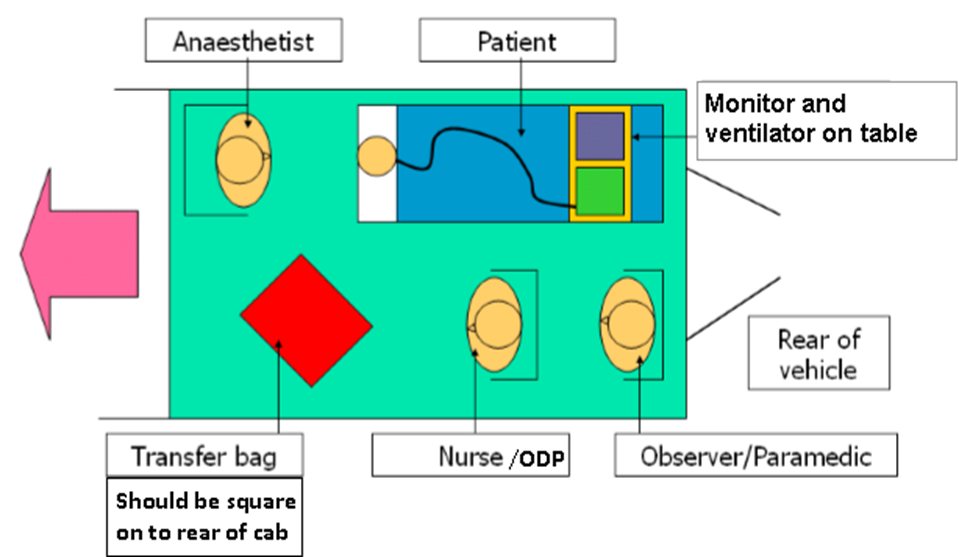 Anaesthetist
Patient
Monitor and
ventilator on table
Rear of
vehicle
Transfer bag
Should be square
on to rear of cab
Nurse /ODP
Observer/Paramedic